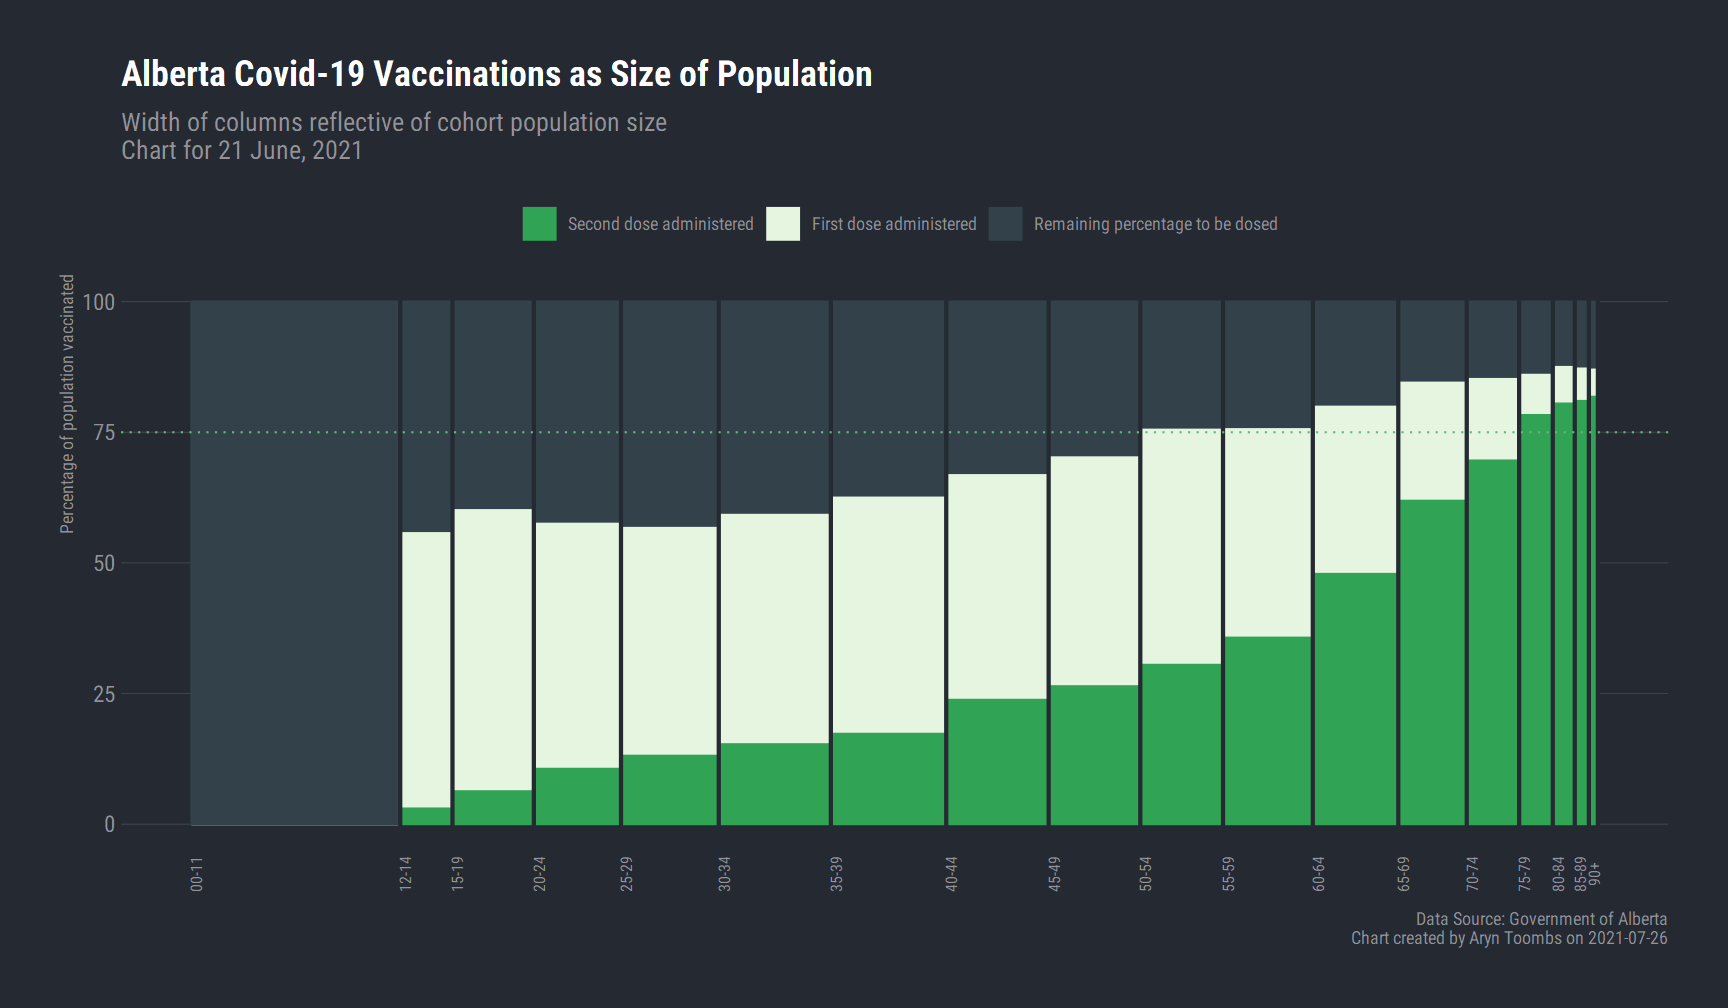 Alberta Covid-19 Vaccinations as Size of Population
Width of columns reflective of cohort population size
Chart for 21 June, 2021
Second dose administered
First dose administered
Remaining percentage to be dosed
Percentage of population vaccinated
100
75
50
25
0
00-11
12-14
15-19
20-24
25-29
30-34
35-39
40-44
45-49
50-54
55-59
60-64
65-69
70-74
75-79
80-84
85-89
90+
Data Source: Government of Alberta
Chart created by Aryn Toombs on 2021-07-26